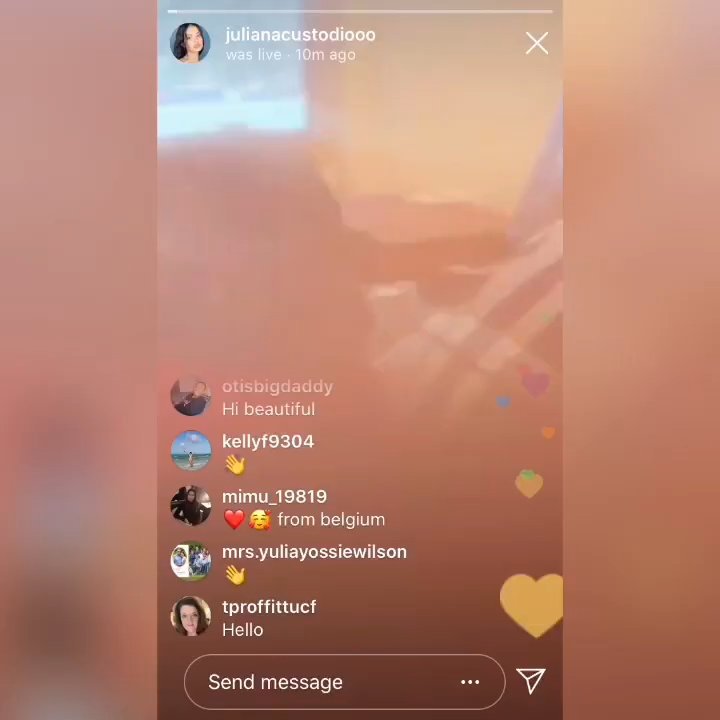 julianacustodiooo
was live · 10m ago
otisbigdaddy
Hi beautiful
kellyf9304
👋
mimu_19819
❤️🥰 from belgium
mrs.yuliayossiewilson
👋
tproffittucf
Hello
Send message